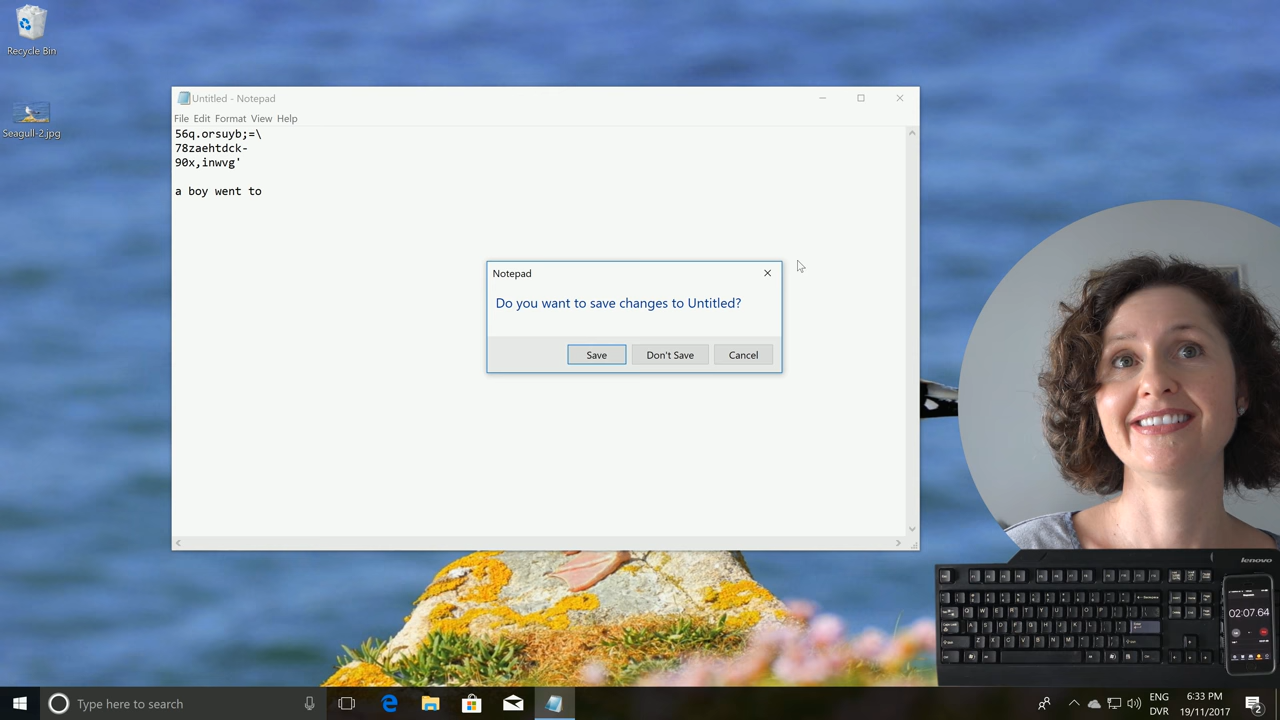 Recycle Bin
Seagull-2.jpg
Untitled - Notepad
File Edit Format View Help
56q.orsuyb;=\
78zaehtdck-
90x,inwvg'
a boy went to
Notepad
Do you want to save changes to Untitled?
Save Don't Save Cancel
lenovo
02:07.64
Type here to search
ENG
DVR
6:33 PM
19/11/2017
2